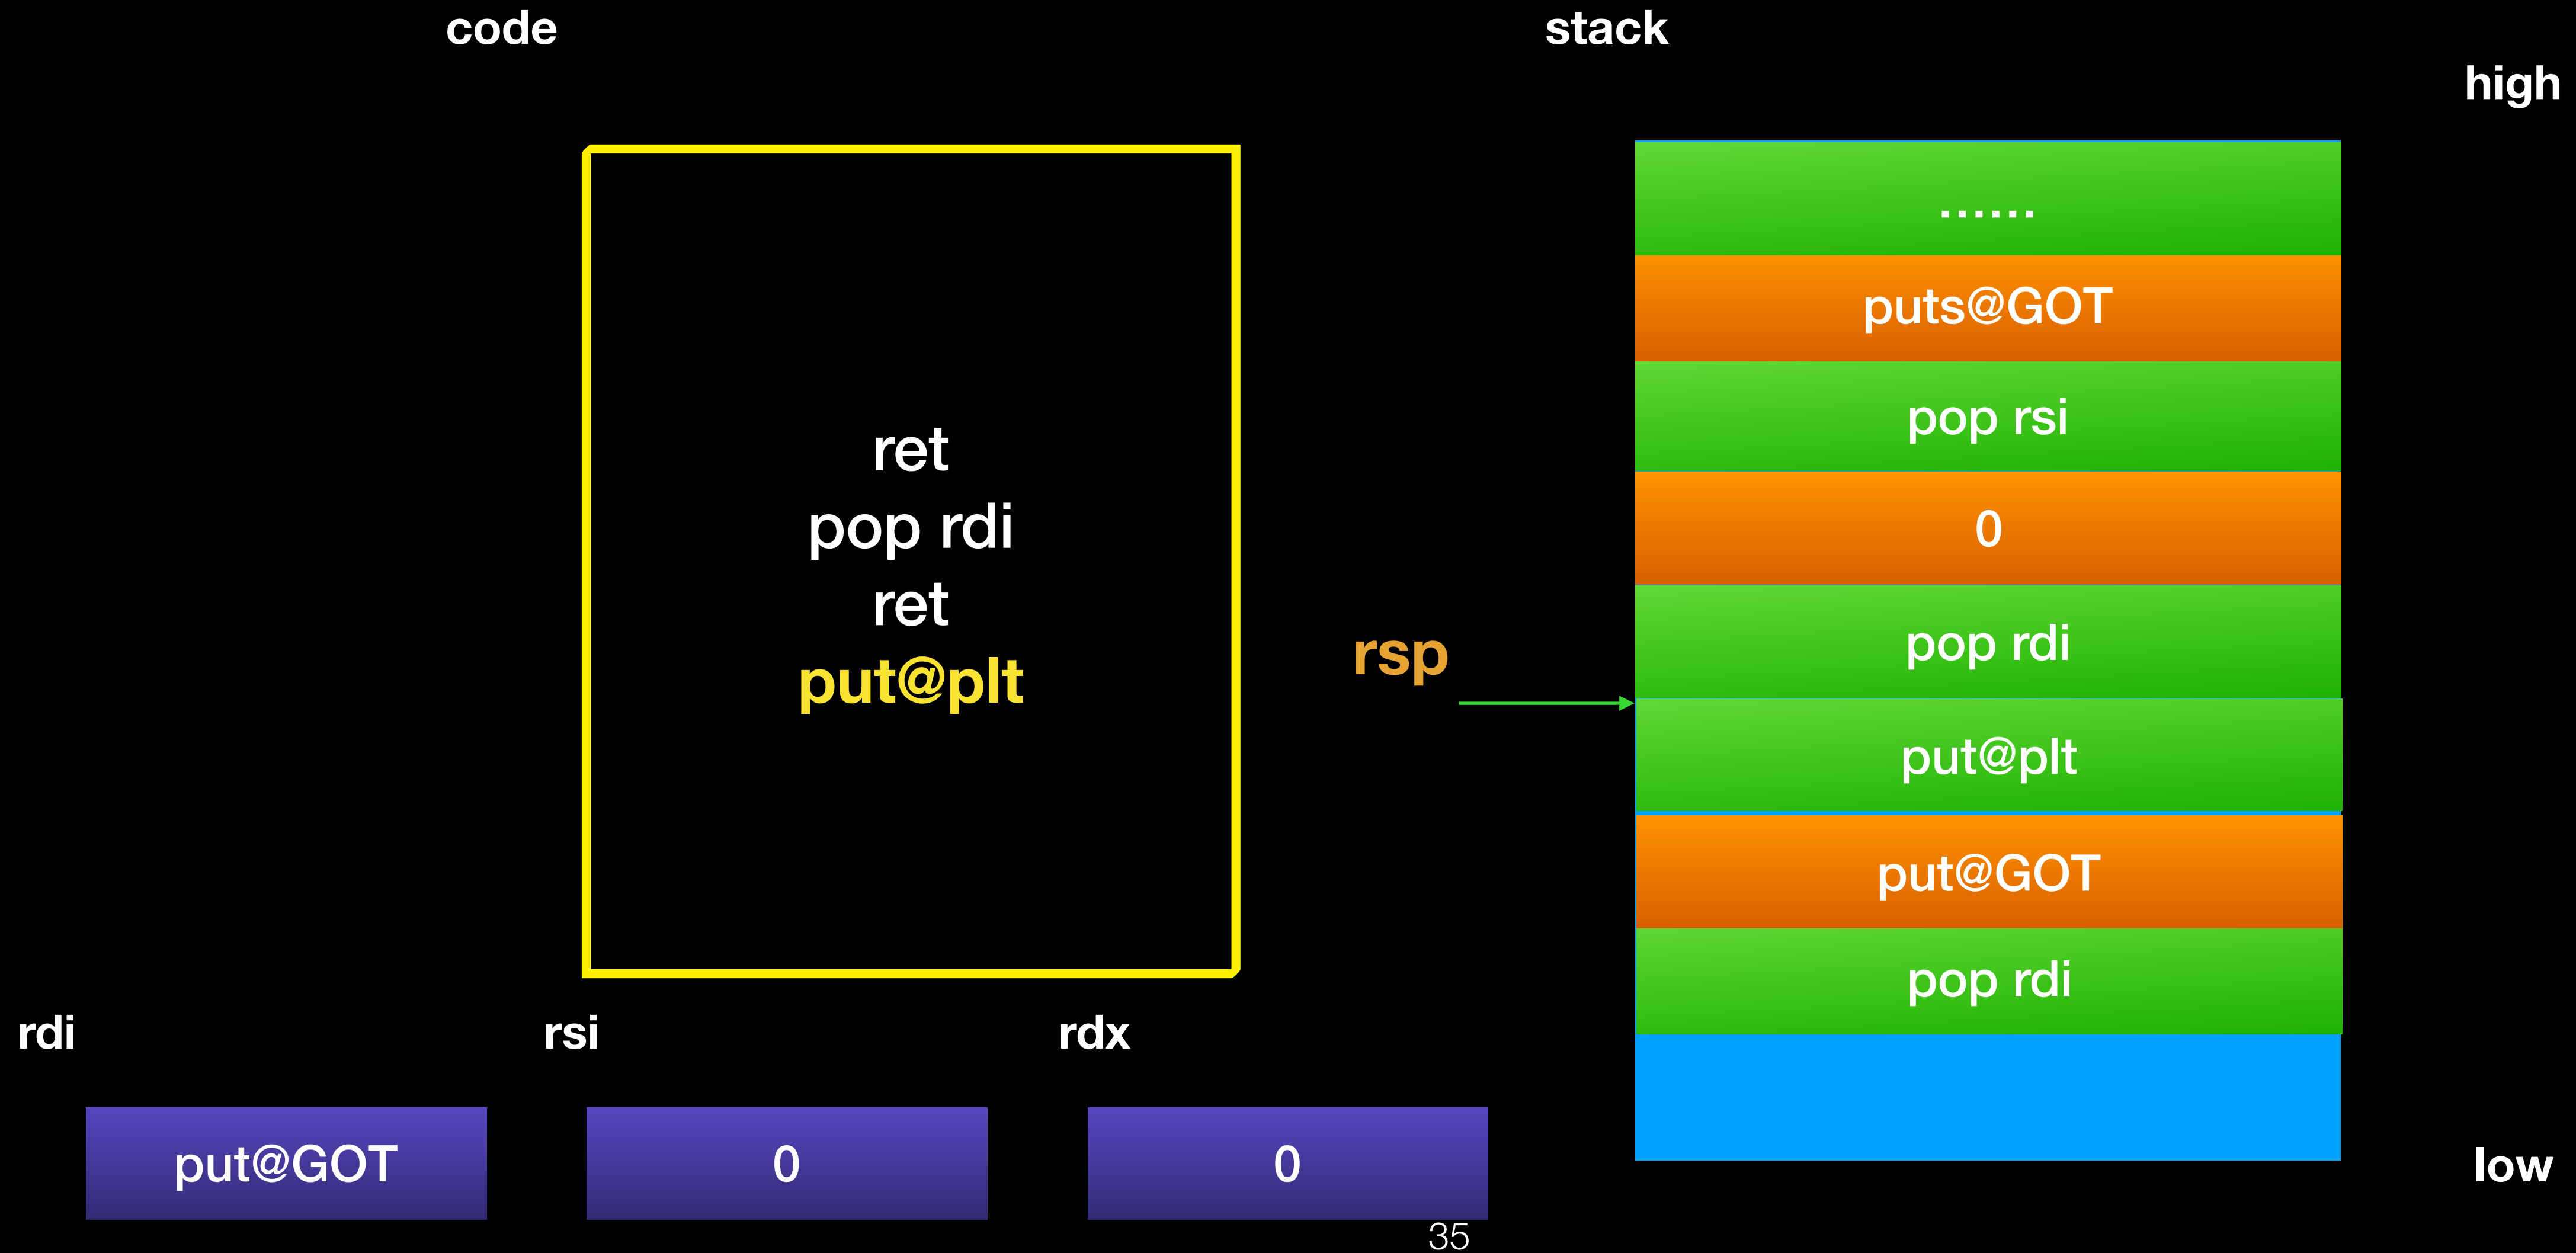 code
stack
high
ret
pop rdi
ret
put@plt
rsp
......
puts@GOT
pop rsi
0
pop rdi
put@plt
put@GOT
pop rdi
rdi
rsi
rdx
put@GOT
0
0
low
35